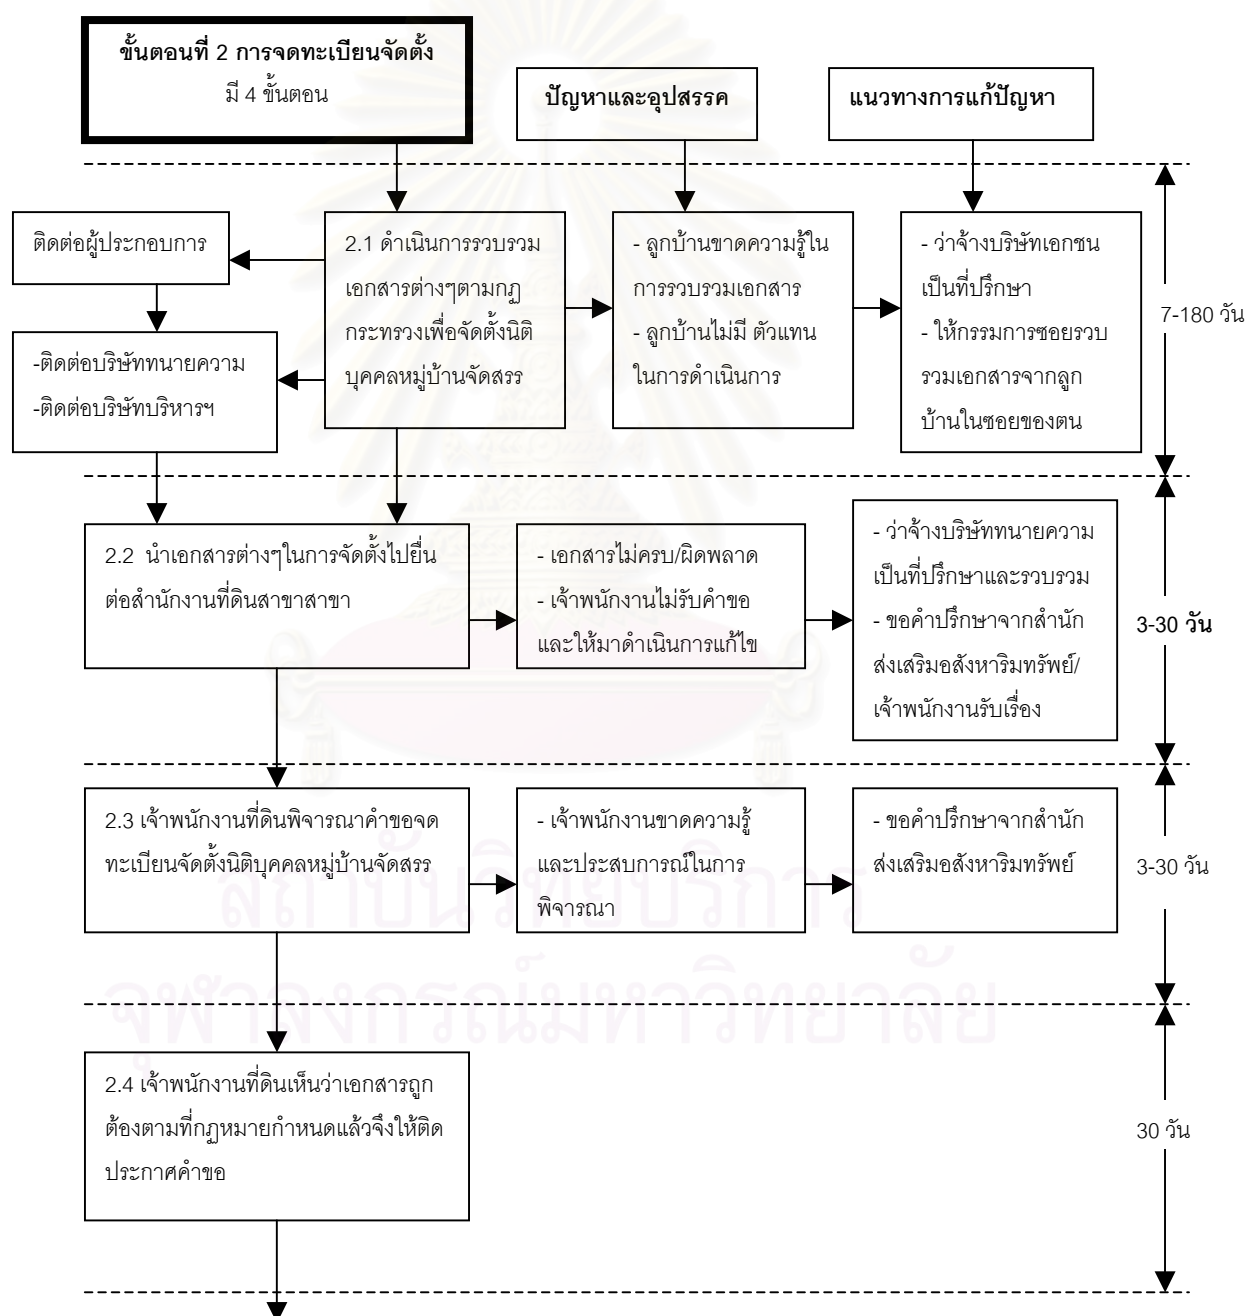 ขั้นตอนที่ 2 การจดทะเบียนจัดตั้ง
มี 4 ขั้นตอน
ปัญหาและอุปสรรค
แนวทางการแก้ปัญหา
ติดต่อผู้ประกอบการ
-ติดต่อบริษัททนายความ
-ติดต่อบริษัทบริหารฯ
2.1 ดำเนินการรวบรวม
เอกสารต่างๆตามกฏ
กระทรวงเพื่อจัดตั้งนิติ
บุคคลหมู่บ้านจัดสรร
- ลูกบ้านขาดความรู้ใน
การรวบรวมเอกสาร
- ลูกบ้านไม่มี ตัวแทน
ในการดำเนินการ
- ว่าจ้างบริษัทเอกชน
เป็นที่ปรึกษา
- ให้กรรมการซอยรวบ
รวมเอกสารจากลูก
บ้านในซอยของตน
7-180 วัน
2.2 นำเอกสารต่างๆในการจัดตั้งไปยื่น
ต่อสำนักงานที่ดินสาขาสาขา
- เอกสารไม่ครบ/ผิดพลาด
- เจ้าพนักงานไม่รับคำขอ
และให้มาดำเนินการแก้ไข
- ว่าจ้างบริษัททนายความ
เป็นที่ปรึกษาและรวบรวม
- ขอคำปรึกษาจากสำนัก
ส่งเสริมอสังหาริมทรัพย์/
เจ้าพนักงานรับเรื่อง
3-30 วัน
2.3 เจ้าพนักงานที่ดินพิจารณาคำขอจด
ทะเบียนจัดตั้งนิติบุคคลหมู่บ้านจัดสรร
- เจ้าพนักงานขาดความรู้
และประสบการณ์ในการ
พิจารณา
- ขอคำปรึกษาจากสำนัก
ส่งเสริมอสังหาริมทรัพย์
3-30 วัน
สถาบันวิทยบริการ
จุฬาลงกรณ์มหาวิทยาลัย
2.4 เจ้าพนักงานที่ดินเห็นว่าเอกสารถูก
ต้องตามที่กฏหมายกำหนดแล้วจึงให้ติด
ประกาศคำขอ
30 วัน